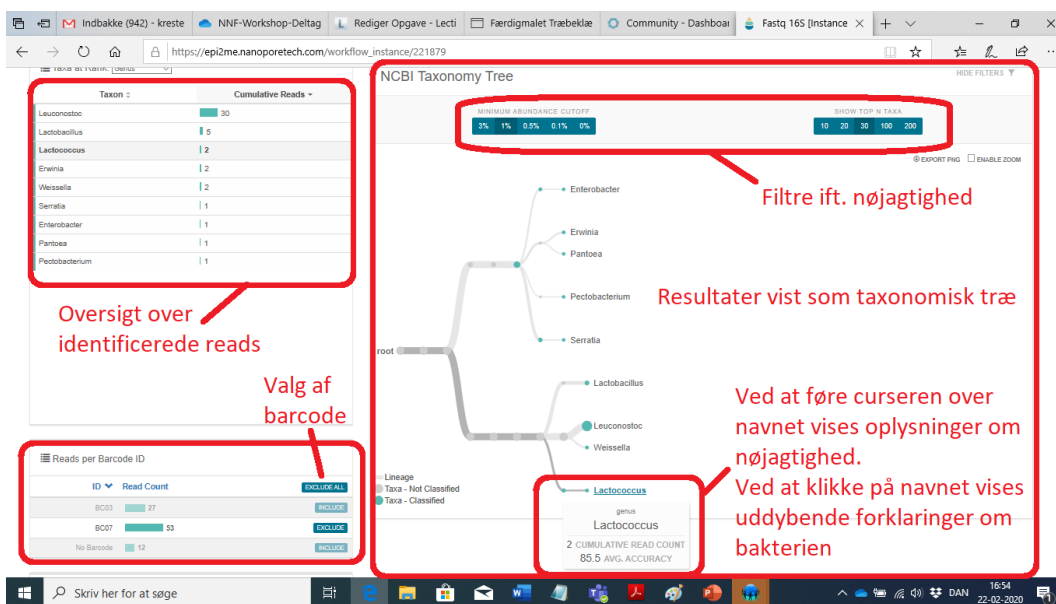 Indbakke (942) - kreste
NNF-Workshop-Deltag
Rediger Opgave - Lecti
Færdigmalet Træbeklæ
Community - Dashboar
Fastq 16S [Instance
https://epi2me.nanoporetech.com/workflow_instance/221879
Taxa at Rank: Genus
Taxon
Cumulative Reads
Leuconostoc 30
Lactobacillus 5
Lactococcus 2
Erwinia 2
Weissella 2
Serratia 1
Enterobacter 1
Pantoea 1
Pectobacterium 1
Oversigt over
identificerede reads
Valg af
barcode
Reads per Barcode ID
ID Read Count EXCLUDE ALL
BC03 27 INCLUDE
BC07 53 EXCLUDE
No Barcode 12 INCLUDE
NCBI Taxonomy Tree
HIDE FILTERS
MINIMUM ABUNDANCE CUTOFF
3% 1% 0.5% 0.1% 0%
SHOW TOP N TAXA
10 20 30 100 200
EXPORT PNG ENABLE ZOOM
Filtre ift. nøjagtighed
Enterobacter
Erwinia
Pantoea
Pectobacterium
Serratia
Resultater vist som taxonomisk træ
root
Lactobacillus
Leuconostoc
Weissella
Lactococcus
Lineage
Taxa - Not Classified
Taxa - Classified
genus
Lactococcus
2 CUMULATIVE READ COUNT
85.5 AVG. ACCURACY
Ved at føre curseren over
navnet vises oplysninger om
nøjagtighed.
Ved at klikke på navnet vises
uddybende forklaringer om
bakterien
Skriv her for at søge
DAN
16:54
22-02-2020